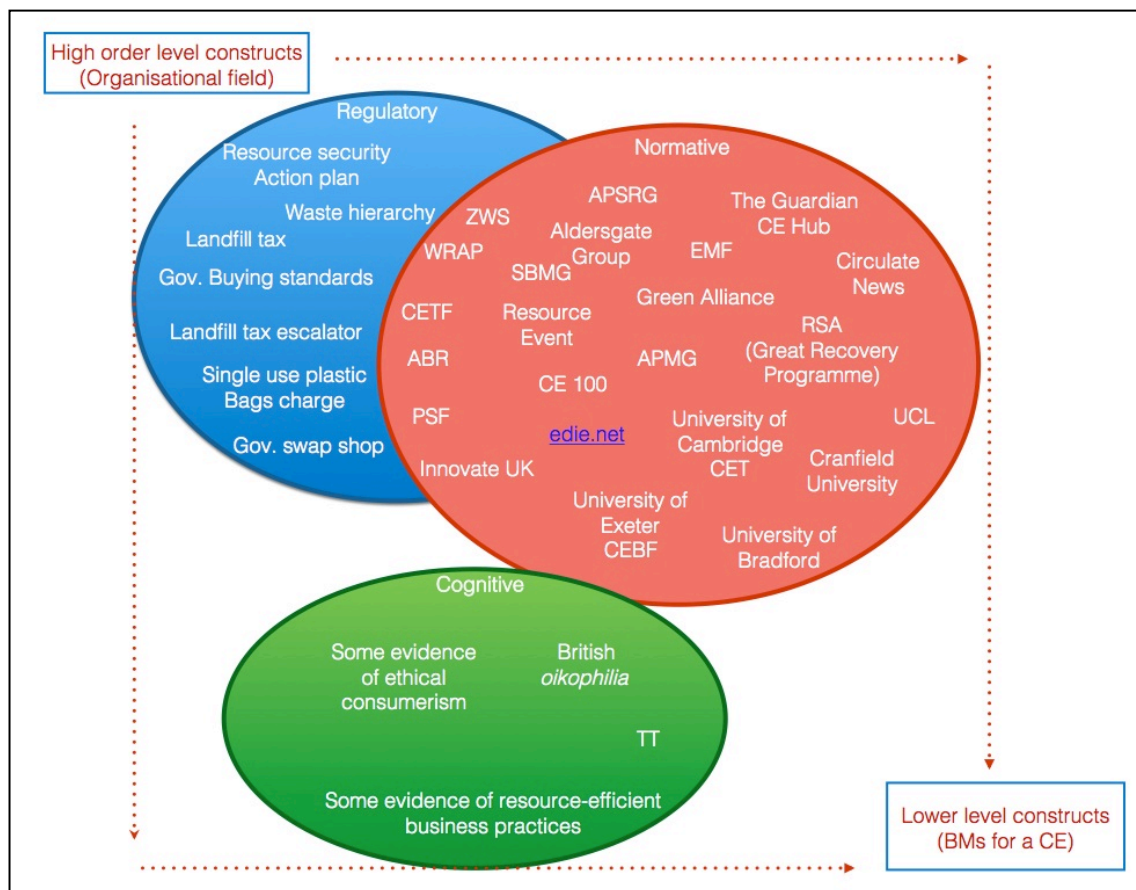 High order level constructs
(Organisational field)
Regulatory
Resource security
Action plan
Waste hierarchy
Landfill tax
Gov. Buying standards
Landfill tax escalator
Single use plastic
Bags charge
Gov. swap shop
Normative
APSRG
The Guardian
CE Hub
ZWS
Aldersgate
Group
WRAP
EMF
SBMG
Circulate
News
Green Alliance
CETF
Resource
Event
RSA
(Great Recovery
Programme)
ABR
APMG
CE 100
PSF
edie.net
University of
Cambridge
CET
UCL
Innovate UK
Cranfield
University
University of
Exeter
CEBF
University of
Bradford
Cognitive
Some evidence
of ethical
consumerism
British
oikophilia
TT
Some evidence of resource-efficient
business practices
Lower level constructs
(BMs for a CE)